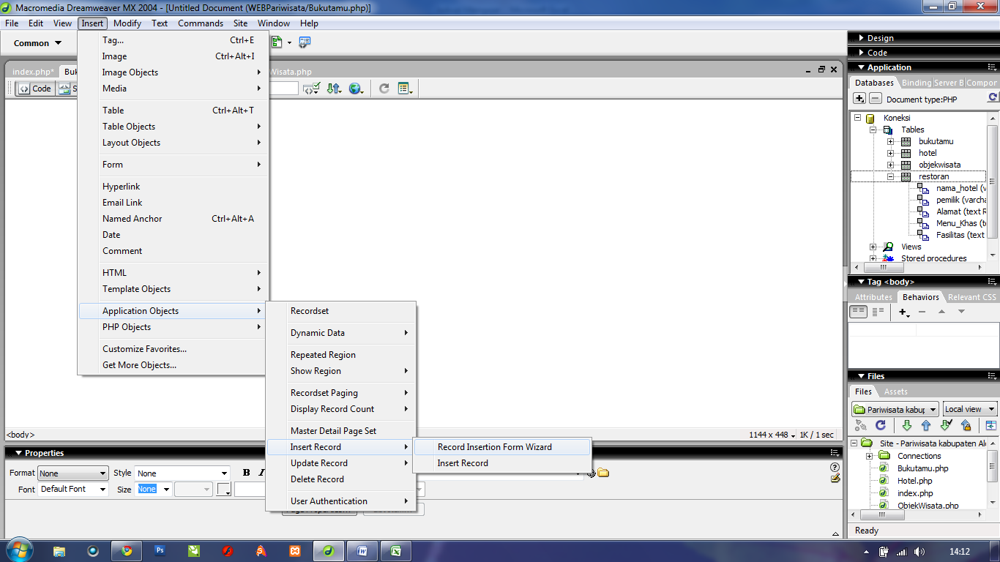 Macromedia Dreamweaver MX 2004 - [Untitled Document (WEBPariwisata/Bukutamu.php)]
File Edit View Insert Modify Text Commands Site Window Help
Common
Tag... Ctrl+E
Image Ctrl+Alt+I
Image Objects
Media
Table Ctrl+Alt+T
Table Objects
Layout Objects
Form
Hyperlink
Email Link
Named Anchor Ctrl+Alt+A
Date
Comment
HTML
Template Objects
Application Objects
PHP Objects
Customize Favorites...
Get More Objects...
Recordset
Dynamic Data
Repeated Region
Show Region
Recordset Paging
Display Record Count
Master Detail Page Set
Insert Record
Update Record
Delete Record
User Authentication
Record Insertion Form Wizard
Insert Record
index.php* Buk Wisata.php
Code S
<body> 1144 x 448 1K / 1 sec
Properties
Format None Style None B I
Font Default Font Size None
Design
Code
Application
Databases Binding Server B Compor
Document type:PHP
Koneksi
Tables
bukutamu
hotel
objekwisata
restoran
nama_hotel (v
pemilik (varcha
Alamat (text R
Menu_Khas (t
Fasilitas (text
Views
Stored procedures
Tag <body>
Attributes Behaviors Relevant CSS
Files
Files Assets
Pariwisata kabup Local view
Site - Pariwisata kabupaten Al
Connections
Bukutamu.php
Hotel.php
index.php
ObjekWisata.php
Ready
Ps W X
14:12